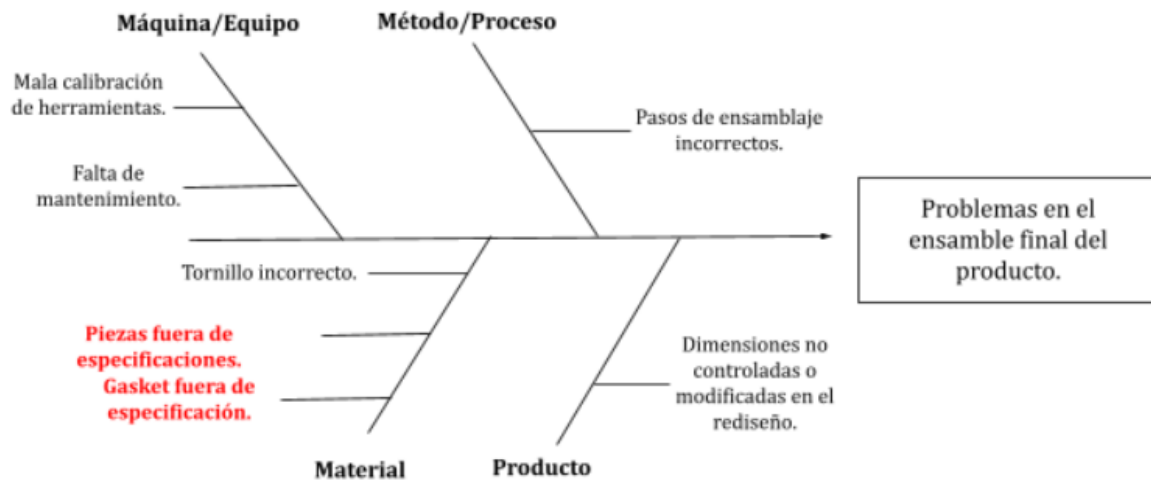 Máquina/Equipo
Método/Proceso
Mala calibración
de herramientas.
Falta de
mantenimiento.
Pasos de ensamblaje
incorrectos.
Problemas en el
ensamble final del
producto.
Tornillo incorrecto.
Piezas fuera de
especificaciones.
Gasket fuera de
especificación.
Dimensiones no
controladas o
modificadas en el
rediseño.
Material
Producto